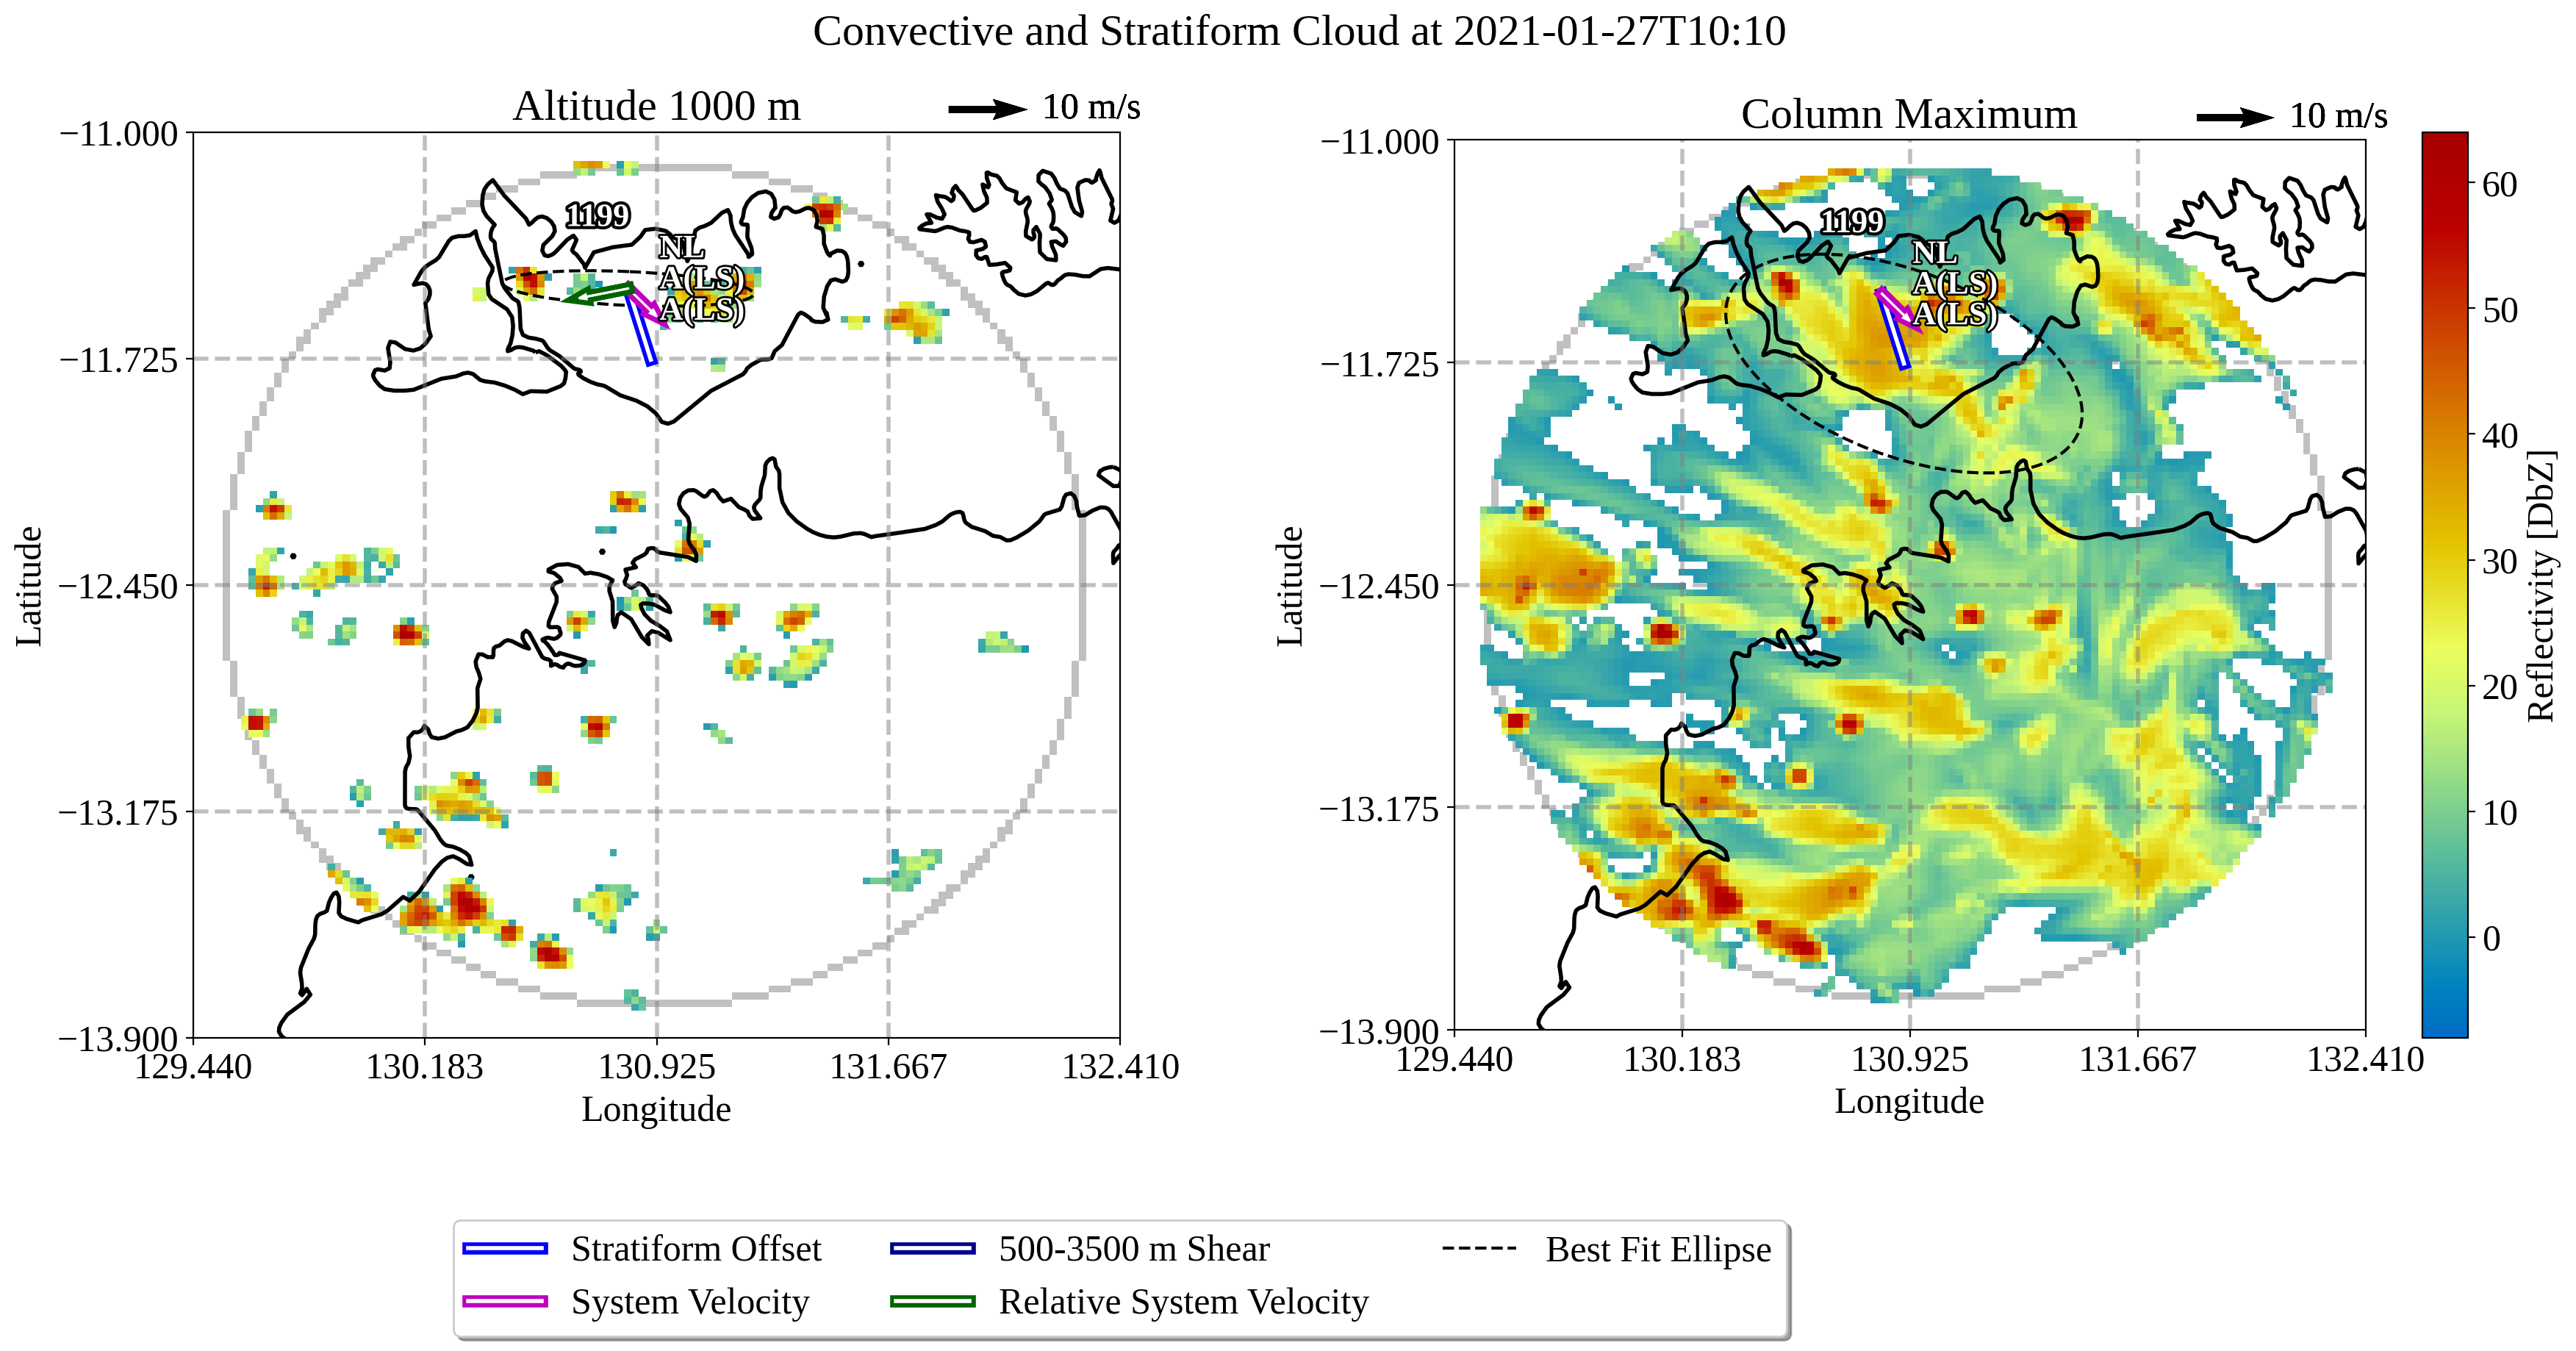 Convective and Stratiform Cloud at 2021-01-27T10:10
Altitude 1000 m
10 m/s
−11.000
−11.725
−12.450
−13.175
−13.900
Latitude
129.440
130.183
130.925
131.667
132.410
Longitude
1199
NL
A(LS)
A(LS)
Column Maximum
10 m/s
−11.000
−11.725
−12.450
−13.175
−13.900
Latitude
129.440
130.183
130.925
131.667
132.410
Longitude
1199
NL
A(LS)
A(LS)
60
50
40
30
20
10
0
Reflectivity [DbZ]
Stratiform Offset
System Velocity
500-3500 m Shear
Relative System Velocity
Best Fit Ellipse